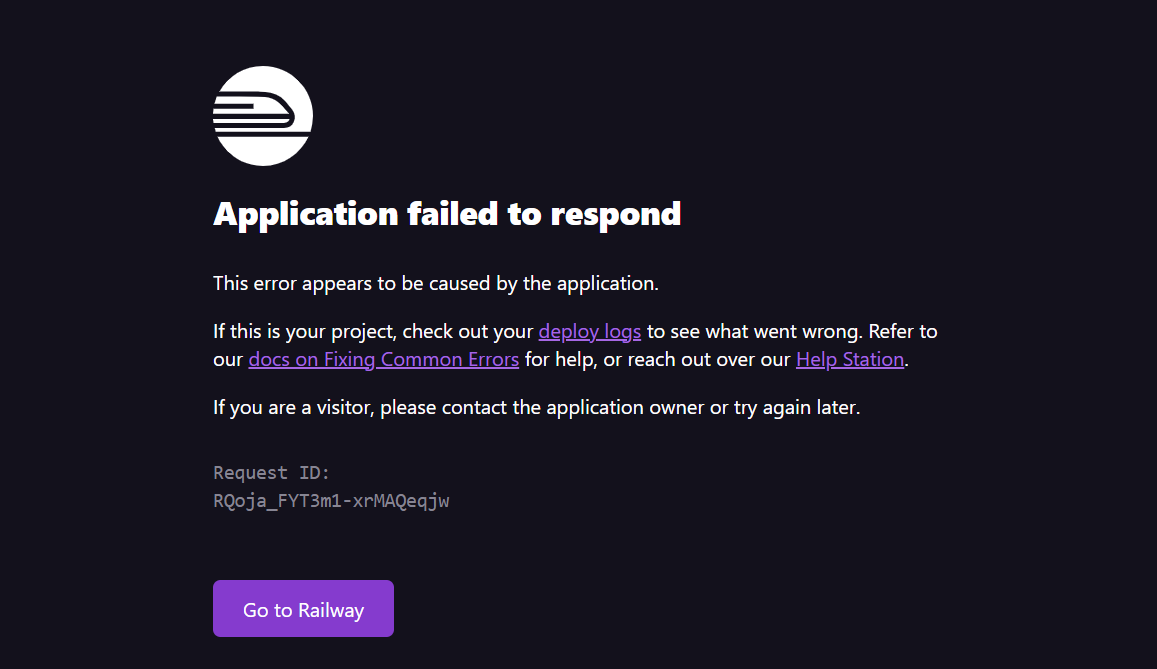 Application failed to respond
This error appears to be caused by the application.
If this is your project, check out your deploy logs to see what went wrong. Refer to
our docs on Fixing Common Errors for help, or reach out over our Help Station.
If you are a visitor, please contact the application owner or try again later.
Request ID:
RQoja_FYT3m1-xrMAQeqjw
Go to Railway